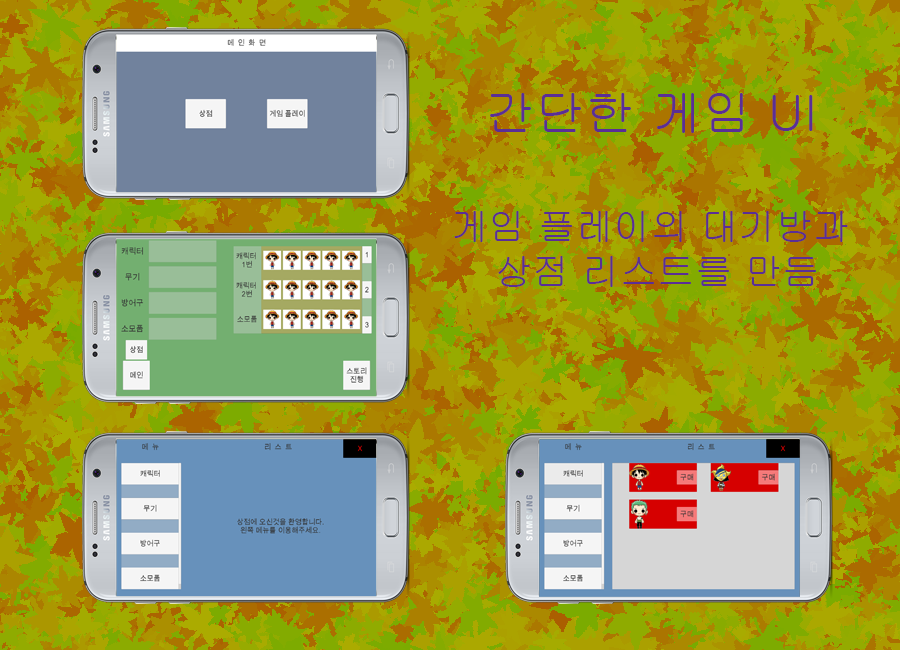 메 인 화 면
상점
게임 플레이
SAMSUNG
간단한 게임 UI
게임 플레이의 대기방과
상점 리스트를 만듬
캐릭터
무기
방어구
소모품
상점
메인
캐릭터
1번
캐릭터
2번
소모품
1
2
3
스토리
진행
SAMSUNG
메 뉴
리 스 트
X
캐릭터
무기
방어구
소모품
상점에 오신것을 환영합니다.
왼쪽 메뉴를 이용해주세요.
SAMSUNG
메 뉴
리 스 트
X
캐릭터
무기
방어구
소모품
구매
구매
구매
SAMSUNG